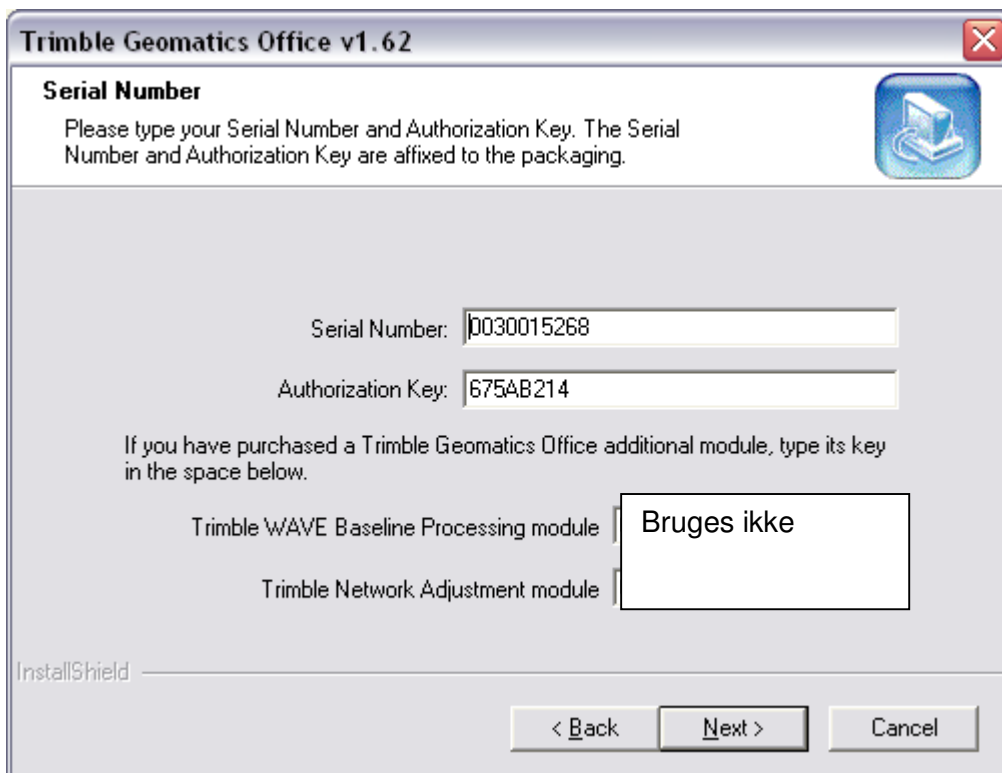 Trimble Geomatics Office v1.62
Serial Number
Please type your Serial Number and Authorization Key. The Serial
Number and Authorization Key are affixed to the packaging.
Serial Number: 0030015268
Authorization Key: 675AB214
If you have purchased a Trimble Geomatics Office additional module, type its key
in the space below.
Trimble WAVE Baseline Processing module
Bruges ikke
Trimble Network Adjustment module
InstallShield
< Back
Next >
Cancel